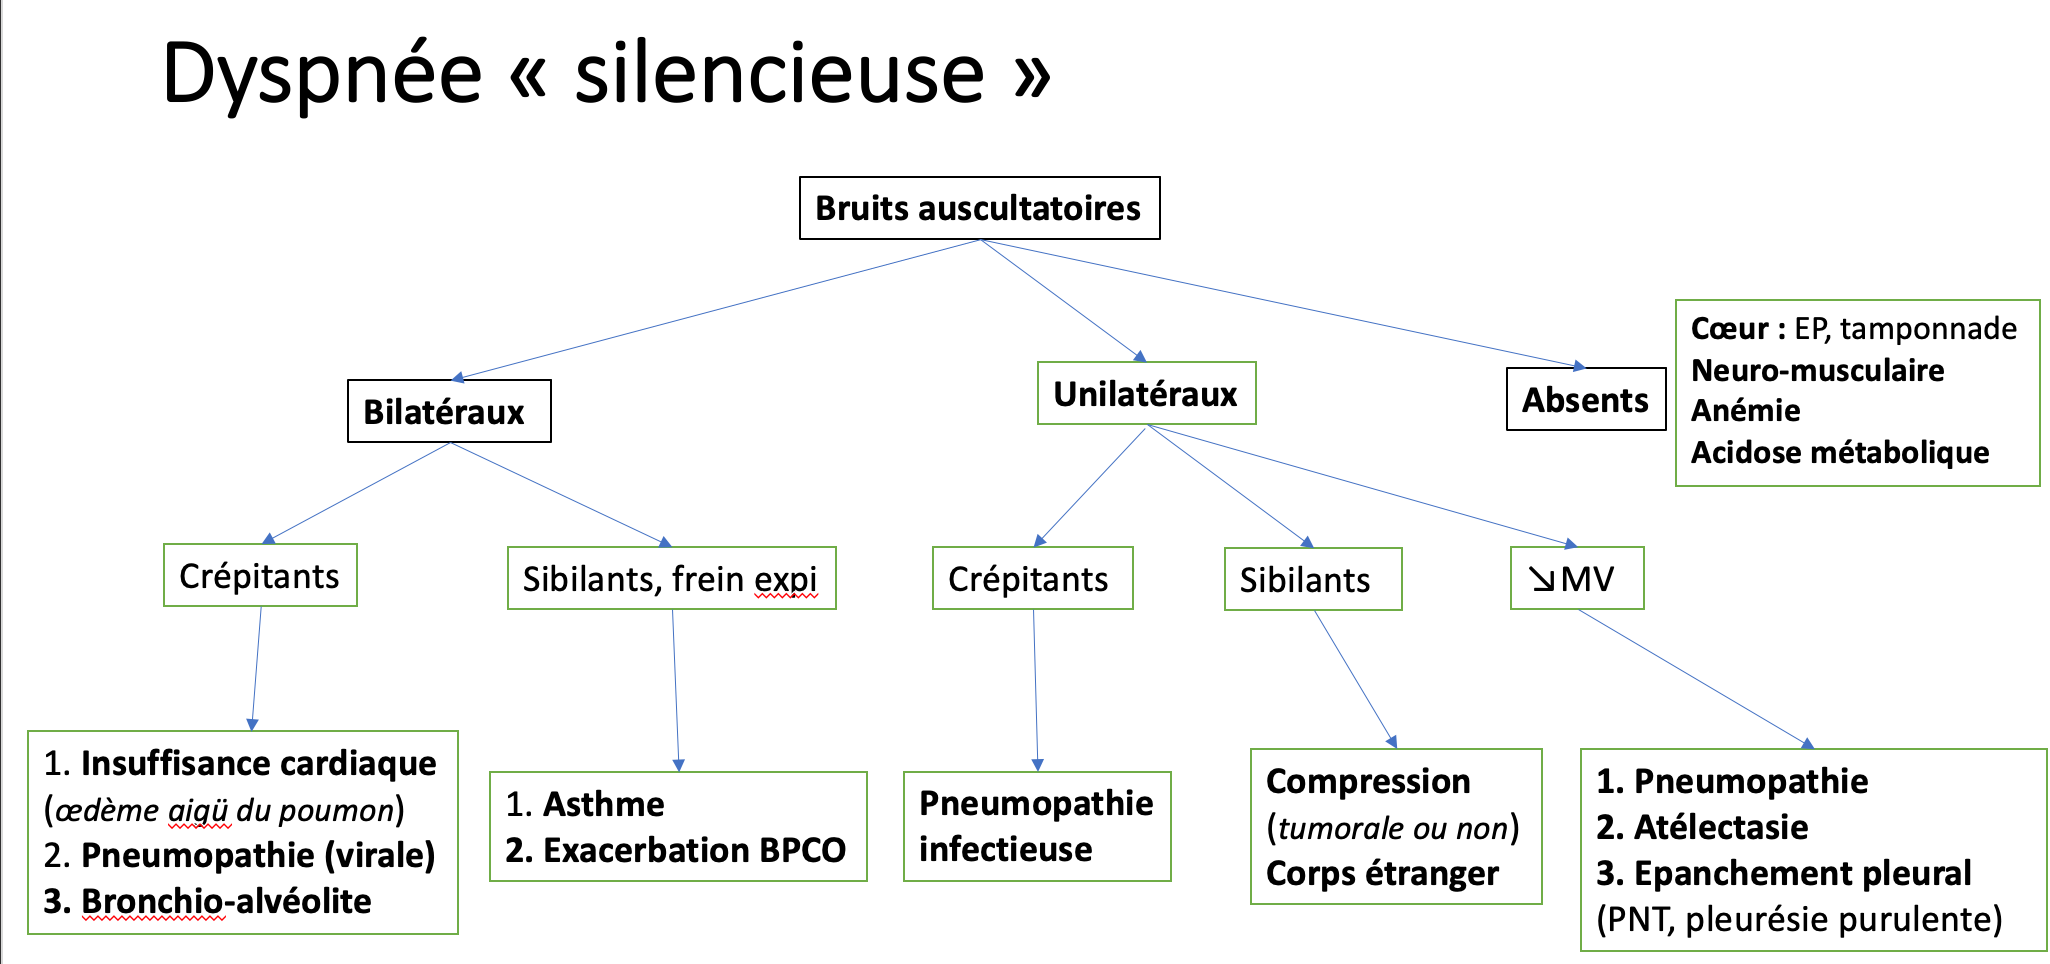 Dyspnée « silencieuse »
Bruits auscultatoires
Bilatéraux
Unilatéraux
Absents
Cœur : EP, tamponnade
Neuro-musculaire
Anémie
Acidose métabolique
Crépitants
Sibilants, frein expi
Crépitants
Sibilants
↘MV
1. Insuffisance cardiaque
(œdème aigü du poumon)
2. Pneumopathie (virale)
3. Bronchio-alvéolite
1. Asthme
2. Exacerbation BPCO
Pneumopathie
infectieuse
Compression
(tumorale ou non)
Corps étranger
1. Pneumopathie
2. Atélectasie
3. Epanchement pleural
(PNT, pleurésie purulente)